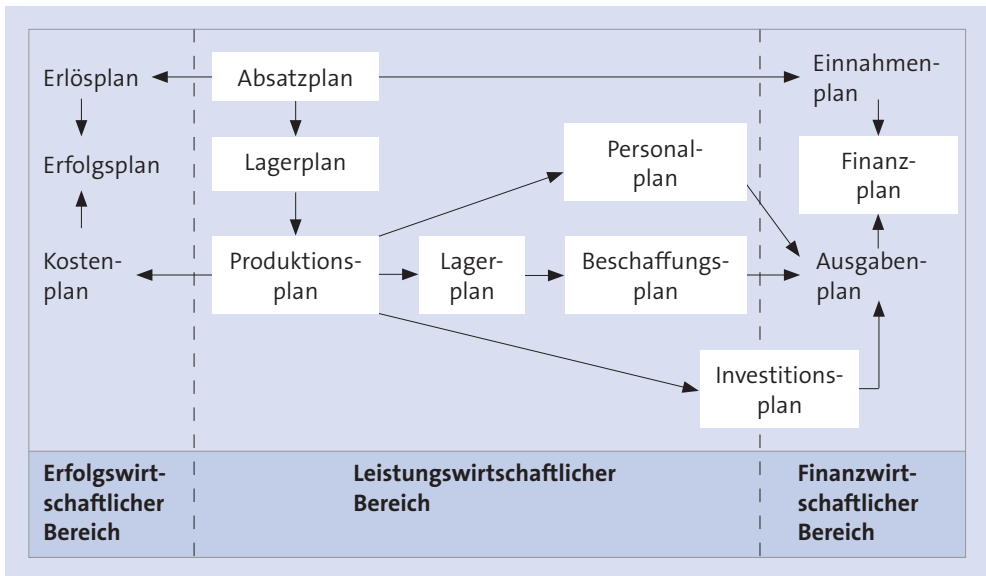 Erlösplan
Absatzplan
Einnahmen-
plan
Erfolgsplan
Lagerplan
Personal-
plan
Finanz-
plan
Kosten-
plan
Produktions-
plan
Lager-
plan
Beschaffungs-
plan
Ausgaben-
plan
Investitions-
plan
Erfolgswirt-
schaftlicher
Bereich
Leistungswirtschaftlicher
Bereich
Finanzwirt-
schaftlicher
Bereich